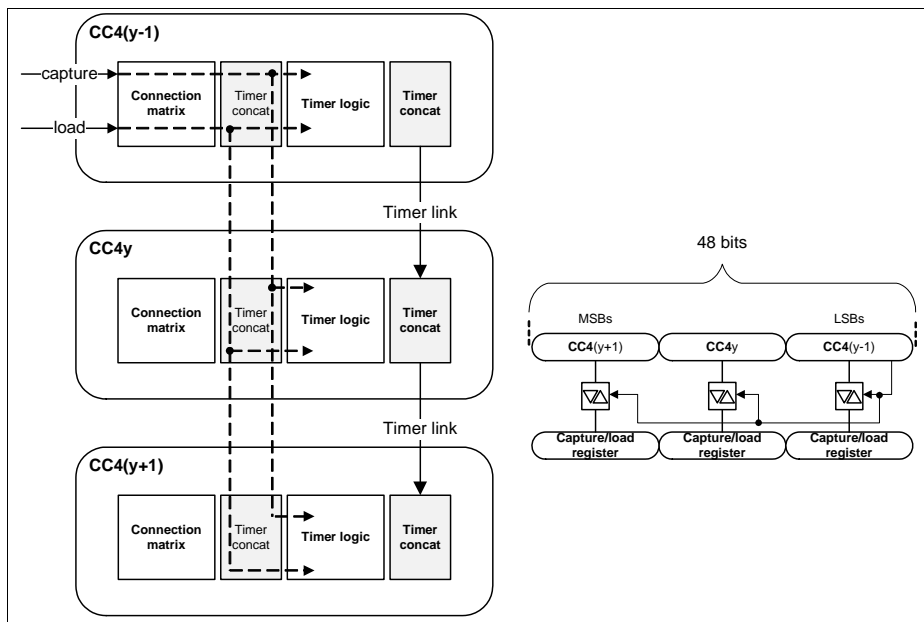 CC4(y-1)
capture
load
Connection
matrix
Timer
concat
Timer logic
Timer
concat
Timer link
CC4y
Connection
matrix
Timer
concat
Timer logic
Timer
concat
Timer link
CC4(y+1)
Connection
matrix
Timer
concat
Timer logic
Timer
concat
48 bits
MSBs
LSBs
CC4(y+1)
CC4y
CC4(y-1)
Capture/load
register
Capture/load
register
Capture/load
register